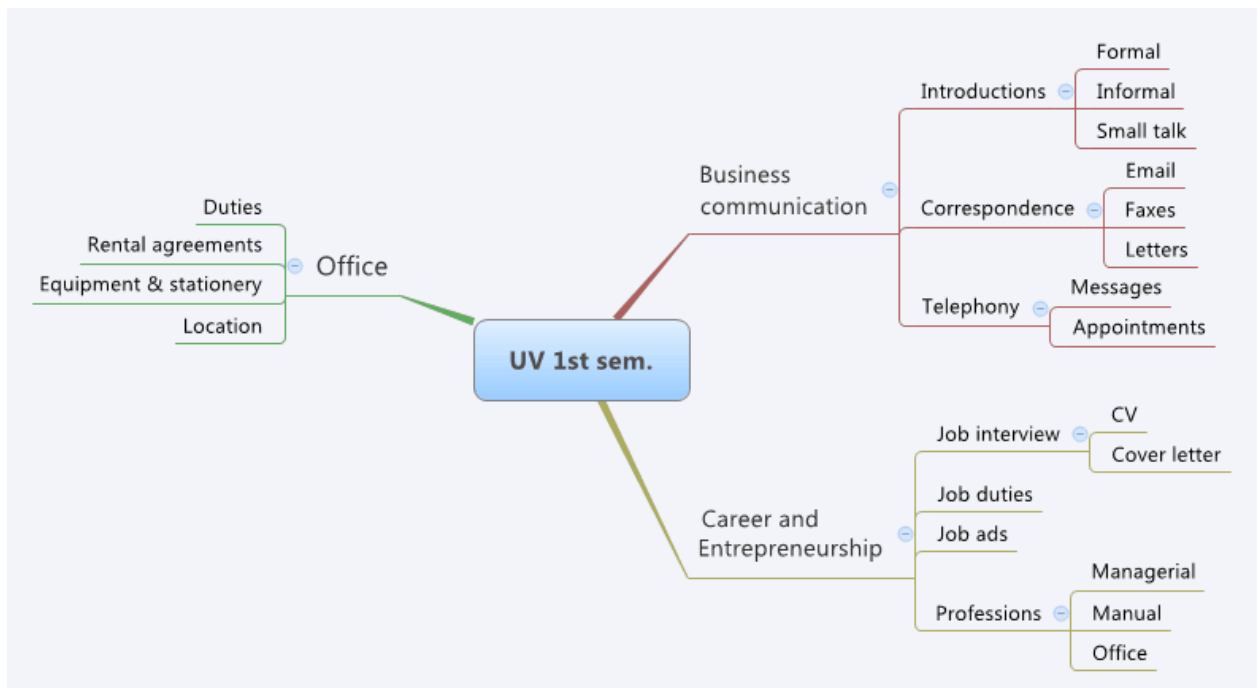 UV 1st sem.
Business
communication
Introductions
Formal
Informal
Small talk
Correspondence
Email
Faxes
Letters
Telephony
Messages
Appointments
Career and
Entrepreneurship
Job interview
CV
Cover letter
Job duties
Job ads
Professions
Managerial
Manual
Office
Office
Duties
Rental agreements
Equipment & stationery
Location